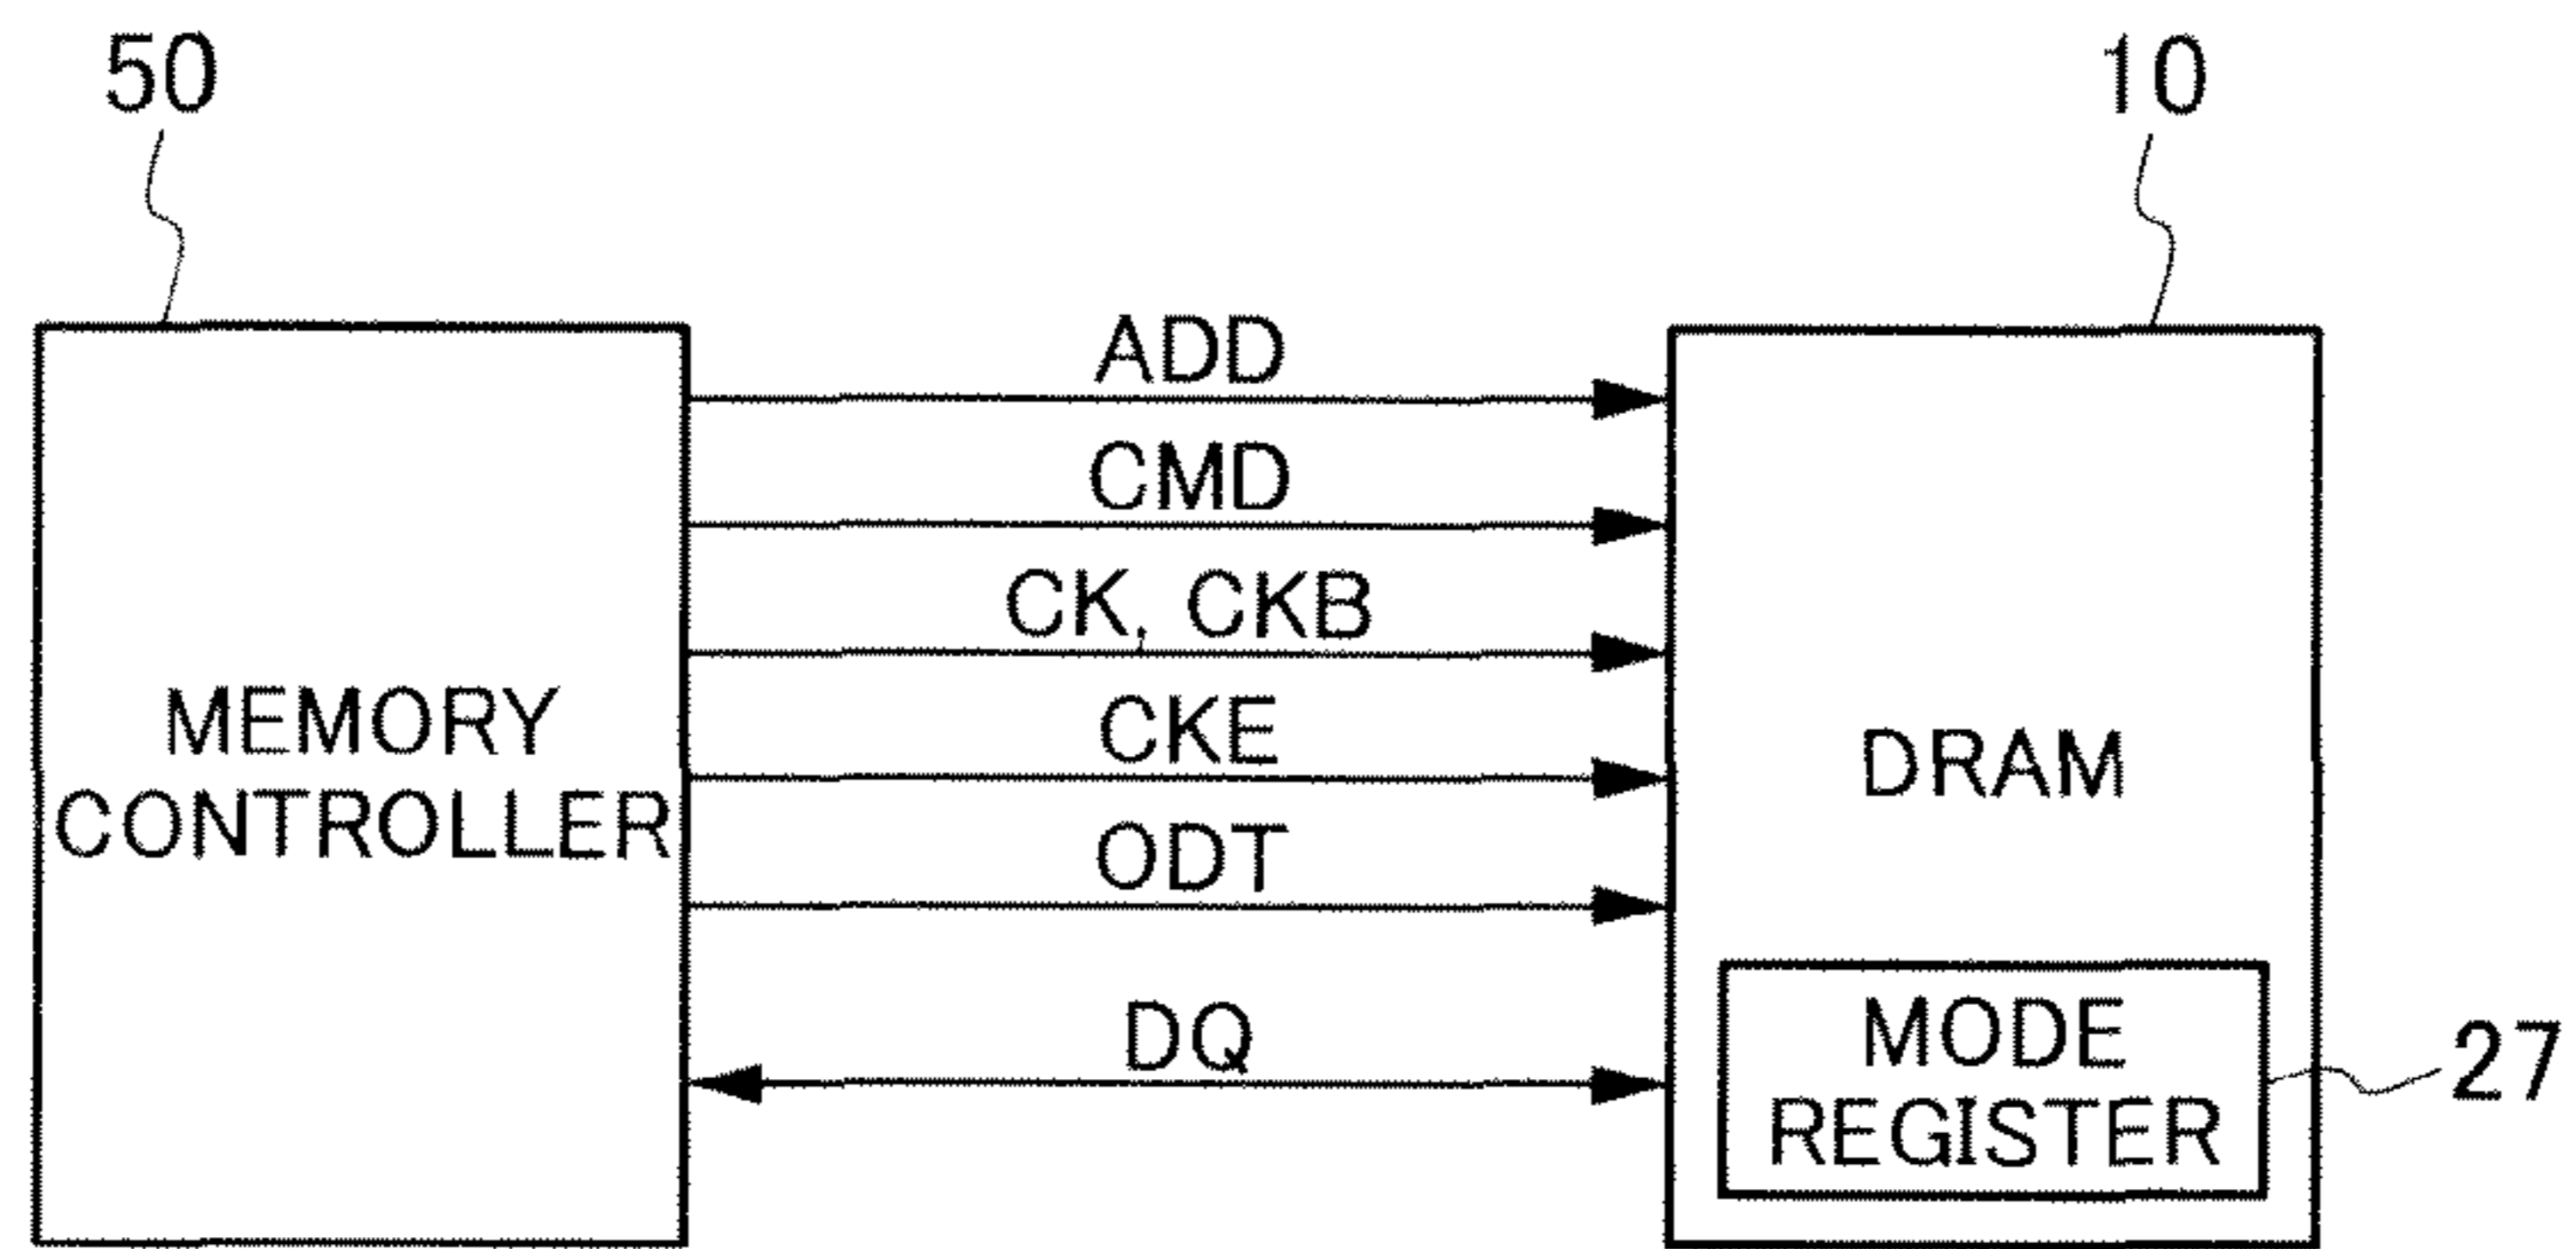 50
10
ADD
CMD
CK, CKB
CKE
ODT
DQ
MEMORY
CONTROLLER
DRAM
MODE
REGISTER
27